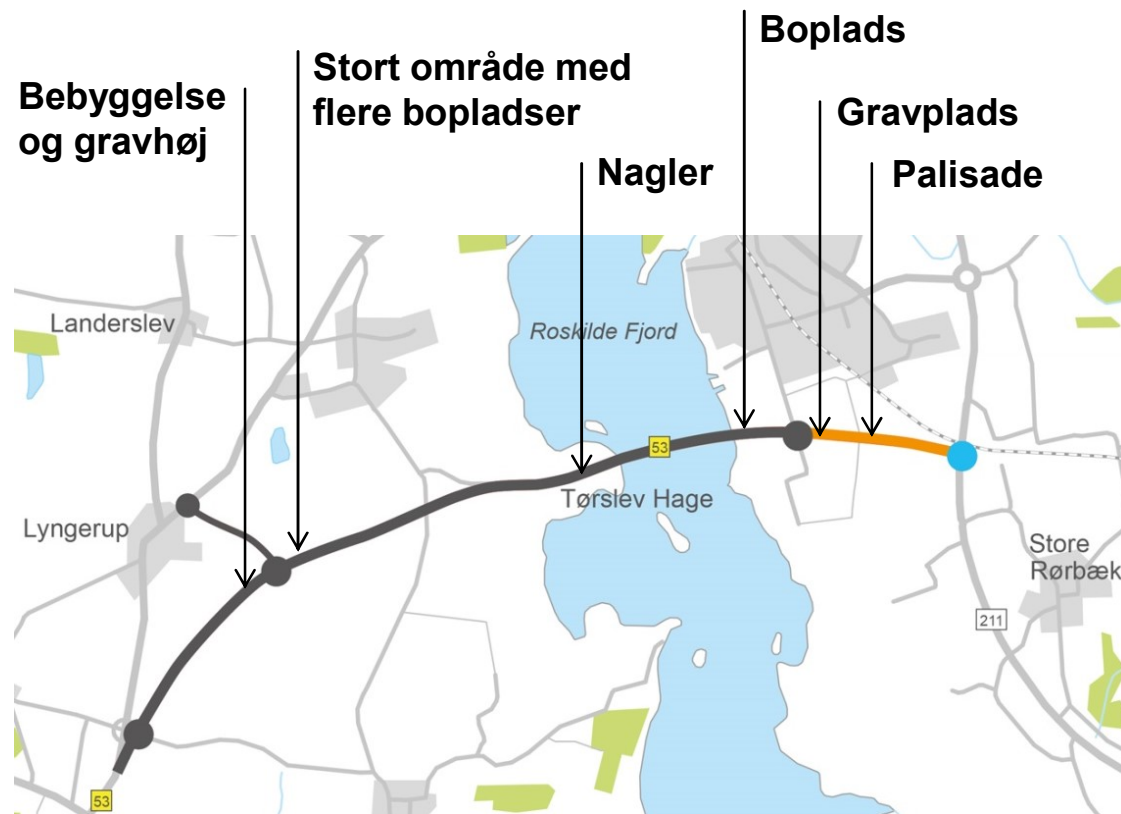 Boplads
Stort område med
flere bopladser
Bebyggelse
og gravhøj
Gravplads
Nagler
Palisade
Landerslev
Roskilde Fjord
53
Tørslev Hage
Lyngerup
Store
Rørbæk
211
53